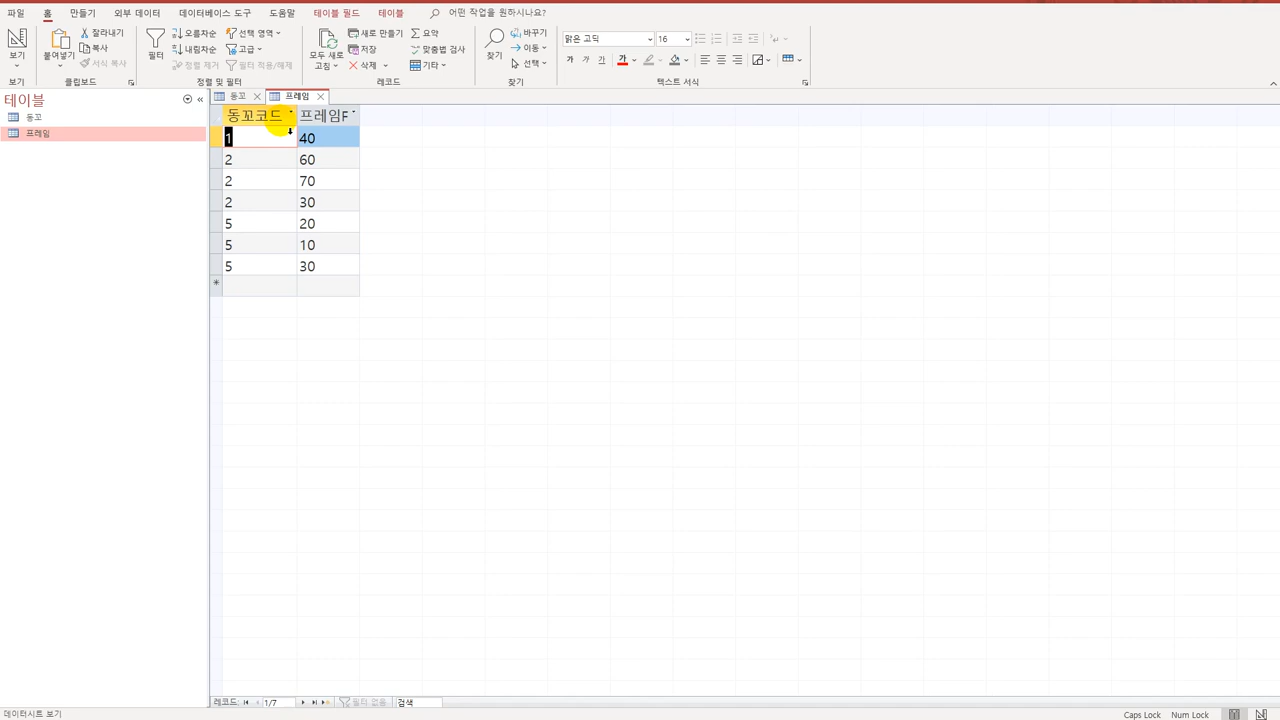 파일 홈 만들기 외부 데이터 데이터베이스 도구 도움말 테이블 필드 테이블 어떤 작업을 원하시나요?
보기
붙여넣기
잘라내기
복사
서식 복사
클립보드
필터
오름차순
내림차순
정렬 제거
선택 영역
고급
필터 적용/해제
정렬 및 필터
모두 새로 고침
새로 만들기
저장
삭제
요약
맞춤법 검사
기타
레코드
찾기
바꾸기
이동
선택
찾기
맑은 고딕 16
가 가 가 가
텍스트 서식
테이블
동꼬
프레임
동꼬 프레임
동꼬코드 프레임F
1 40
2 60
2 70
2 30
5 20
5 10
5 30
*
레코드: 1/7 필터 없음 검색
데이터시트 보기 Caps Lock Num Lock